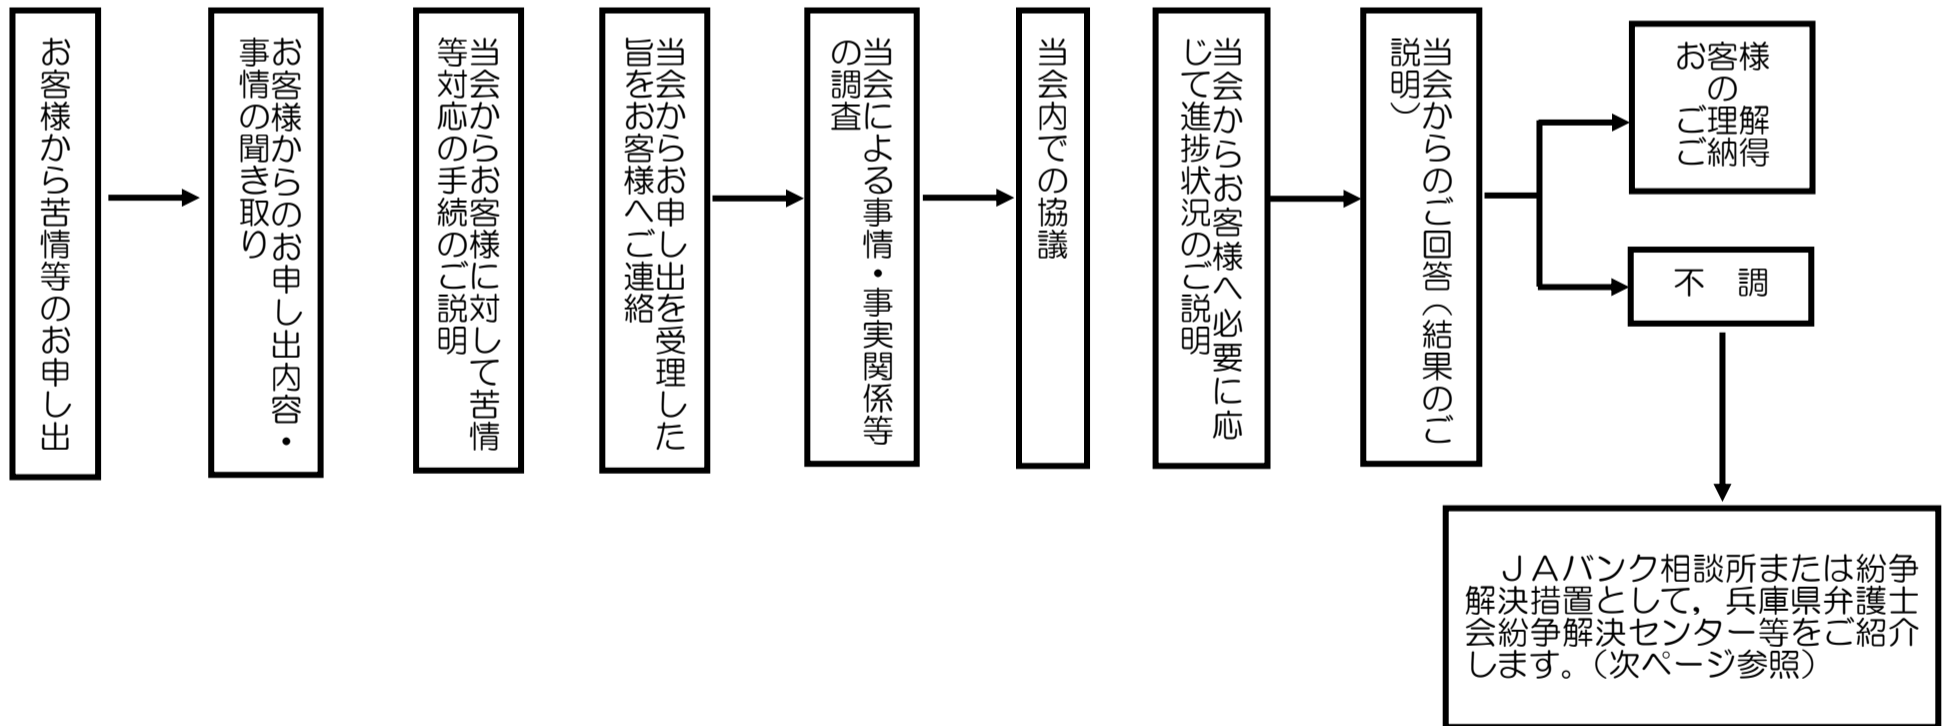 お客様から苦情等のお申し出
お客様からのお申し出内容・
事情の聞き取り
当会からお客様に対して苦情
等対応の手続のご説明
当会からお申し出を受理した
旨をお客様へご連絡
当会による事情・事実関係等
の調査
当会内での協議
当会からお客様へ必要に応
じて進捗状況のご説明
当会からのご回答（結果のご
説明）
お客様
の
ご理解
ご納得
不　調
ＪＡバンク相談所または紛争
解決措置として，兵庫県弁護士
会紛争解決センター等をご紹介
します。（次ページ参照）